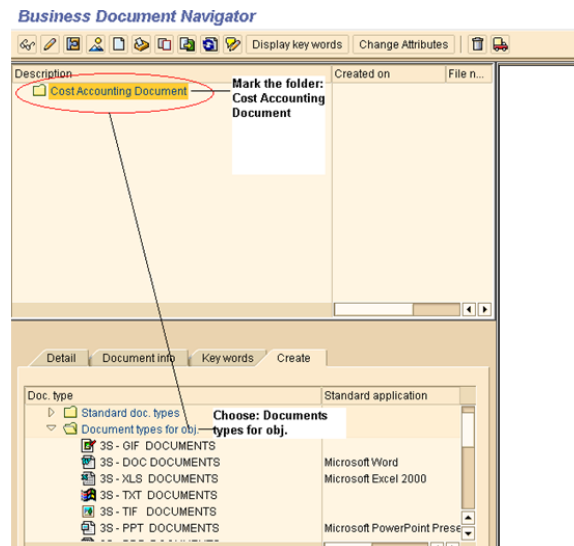 Business Document Navigator
Display key words Change Attributes
Description Created on File n...
Cost Accounting Document
Mark the folder:
Cost Accounting
Document
Detail Document info Key words Create
Doc. type Standard application
Standard doc. types
Choose: Documents
types for obj.
Document types for obj.
3S - GIF DOCUMENTS
3S - DOC DOCUMENTS Microsoft Word
3S - XLS DOCUMENTS Microsoft Excel 2000
3S - TXT DOCUMENTS
3S - TIF DOCUMENTS
3S - PPT DOCUMENTS Microsoft PowerPoint Prese